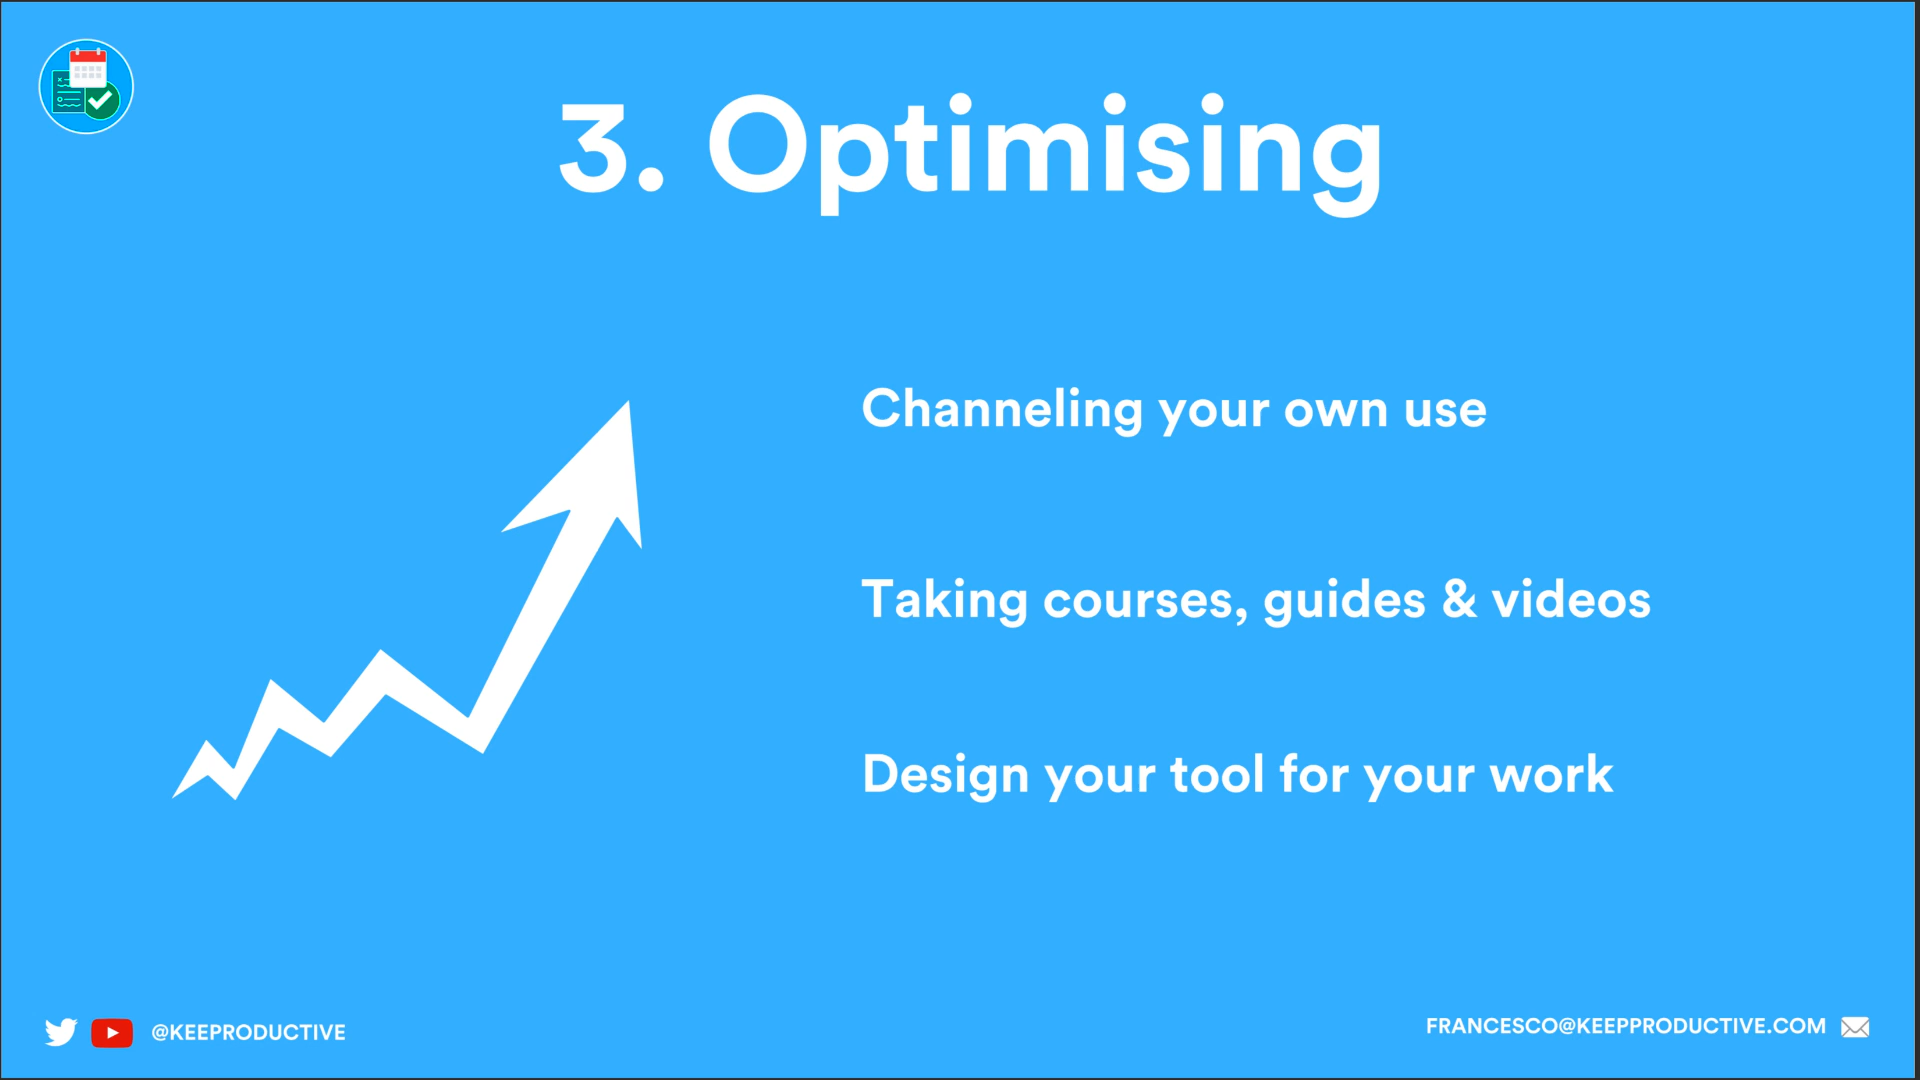 3. Optimising
Channeling your own use
Taking courses, guides & videos
Design your tool for your work
@KEEPRODUCTIVE
FRANCESCO@KEEPPRODUCTIVE.COM